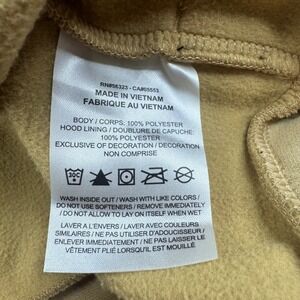 RN#56323 - CA#05553
MADE IN VIETNAM
FABRIQUE AU VIETNAM
BODY / CORPS: 100% POLYESTER
HOOD LINING / DOUBLURE DE CAPUCHE:
100% POLYESTER
EXCLUSIVE OF DECORATION / DECORATION
NON COMPRISE
WASH INSIDE OUT / WASH WITH LIKE COLORS /
DO NOT USE SOFTENERS / REMOVE IMMEDIATELY
/ DO NOT ALLOW TO LAY ON ITSELF WHEN WET
LAVER A L'ENVERS / LAVER AVEC COULEURS
SIMILAIRES / NE PAS UTILISER D'ADOUCISSEUR /
ENLEVER IMMEDIATEMENT / NE PAS LAISSER LE
VÊTEMENT PLIÉ LORSQU'IL EST MOUILLÉ